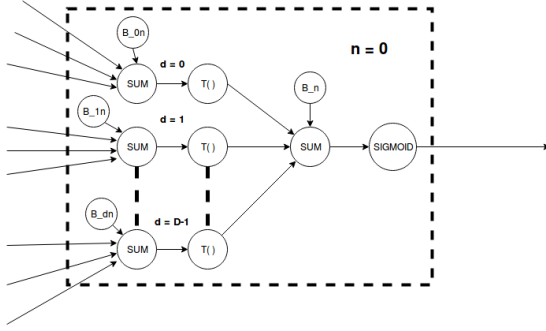 B_0n
n = 0
d = 0
SUM
T( )
B_n
B_1n
d = 1
SUM
T( )
SUM
SIGMOID
B_dn
d = D-1
SUM
T( )